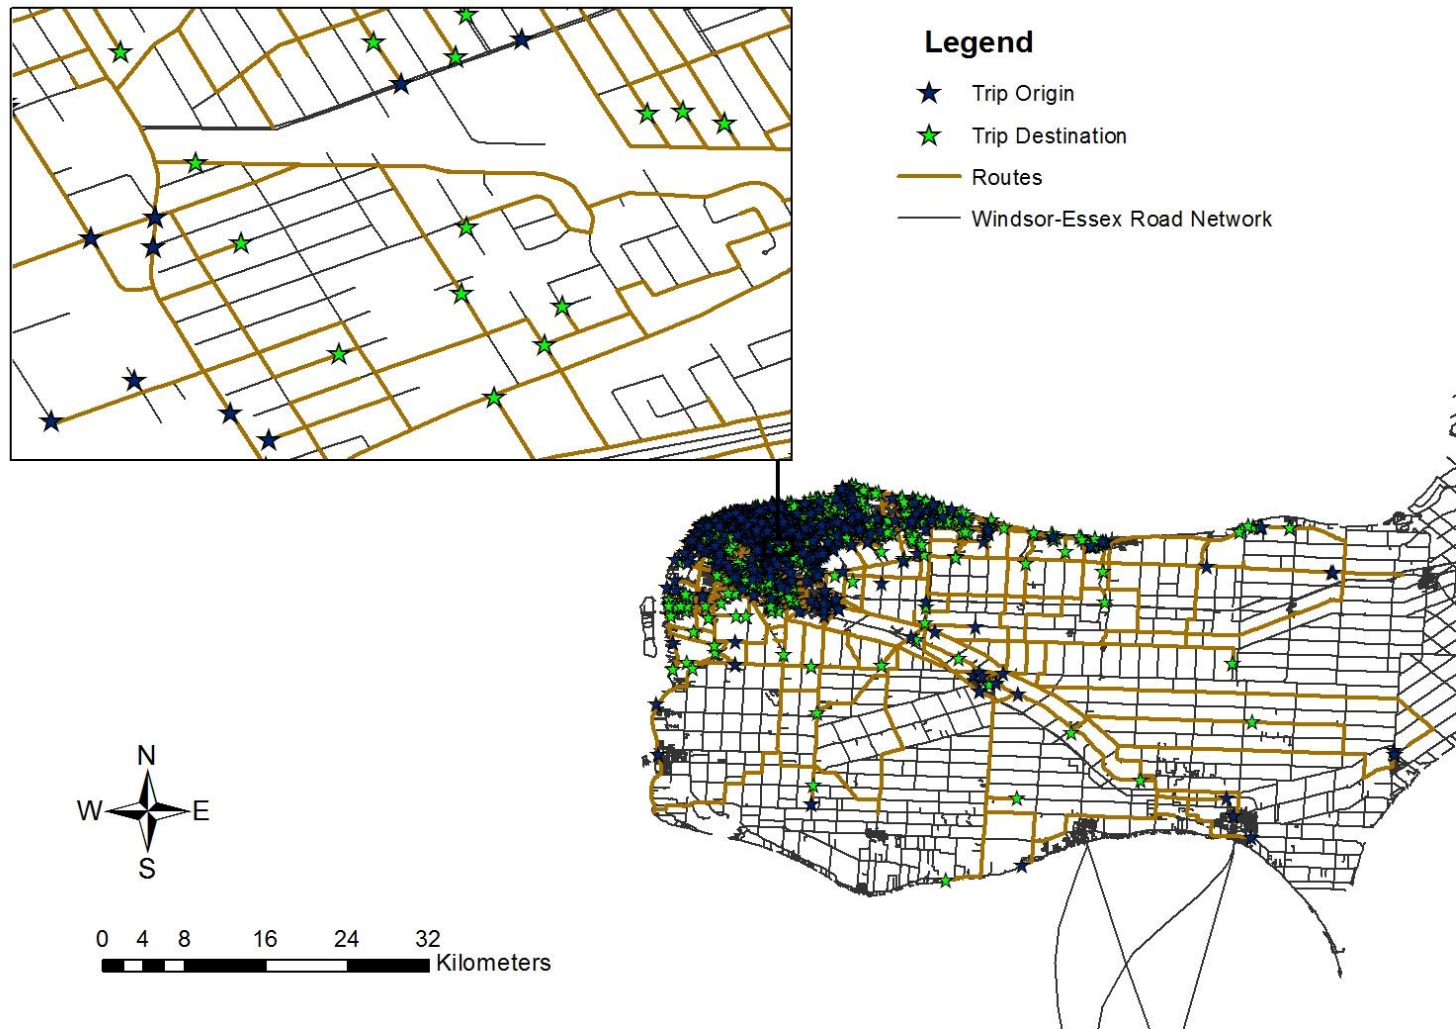 Legend
Trip Origin
Trip Destination
Routes
Windsor-Essex Road Network
N
W E
S
0 4 8 16 24 32
Kilometers